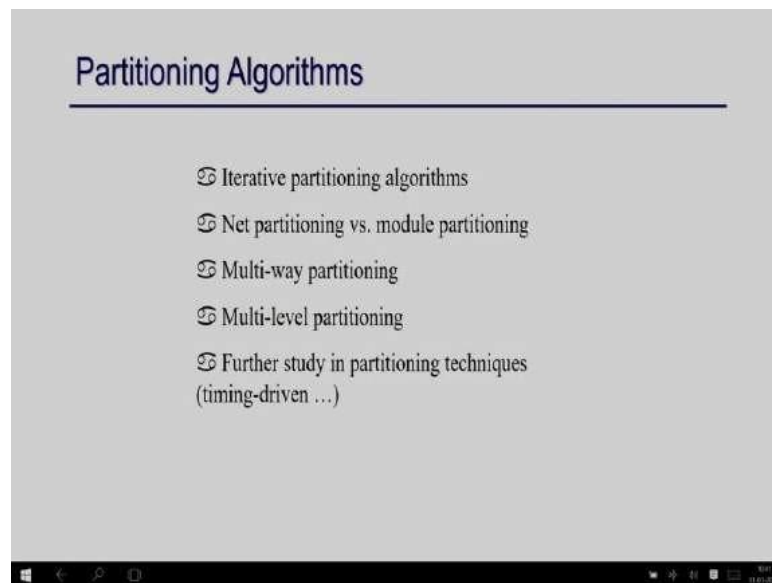 Partitioning Algorithms
♋ Iterative partitioning algorithms
♋ Net partitioning vs. module partitioning
♋ Multi-way partitioning
♋ Multi-level partitioning
♋ Further study in partitioning techniques
(timing-driven …)